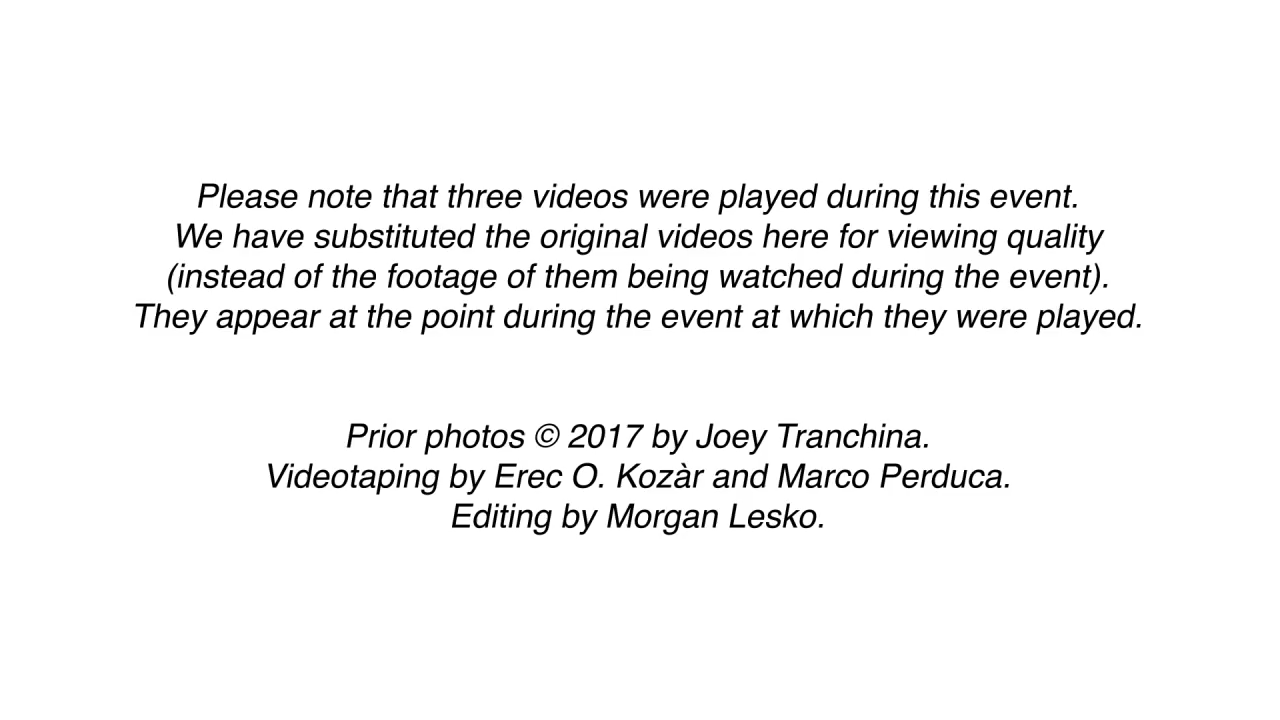 Please note that three videos were played during this event.
We have substituted the original videos here for viewing quality
(instead of the footage of them being watched during the event).
They appear at the point during the event at which they were played.
Prior photos © 2017 by Joey Tranchina.
Videotaping by Erec O. Kozàr and Marco Perduca.
Editing by Morgan Lesko.